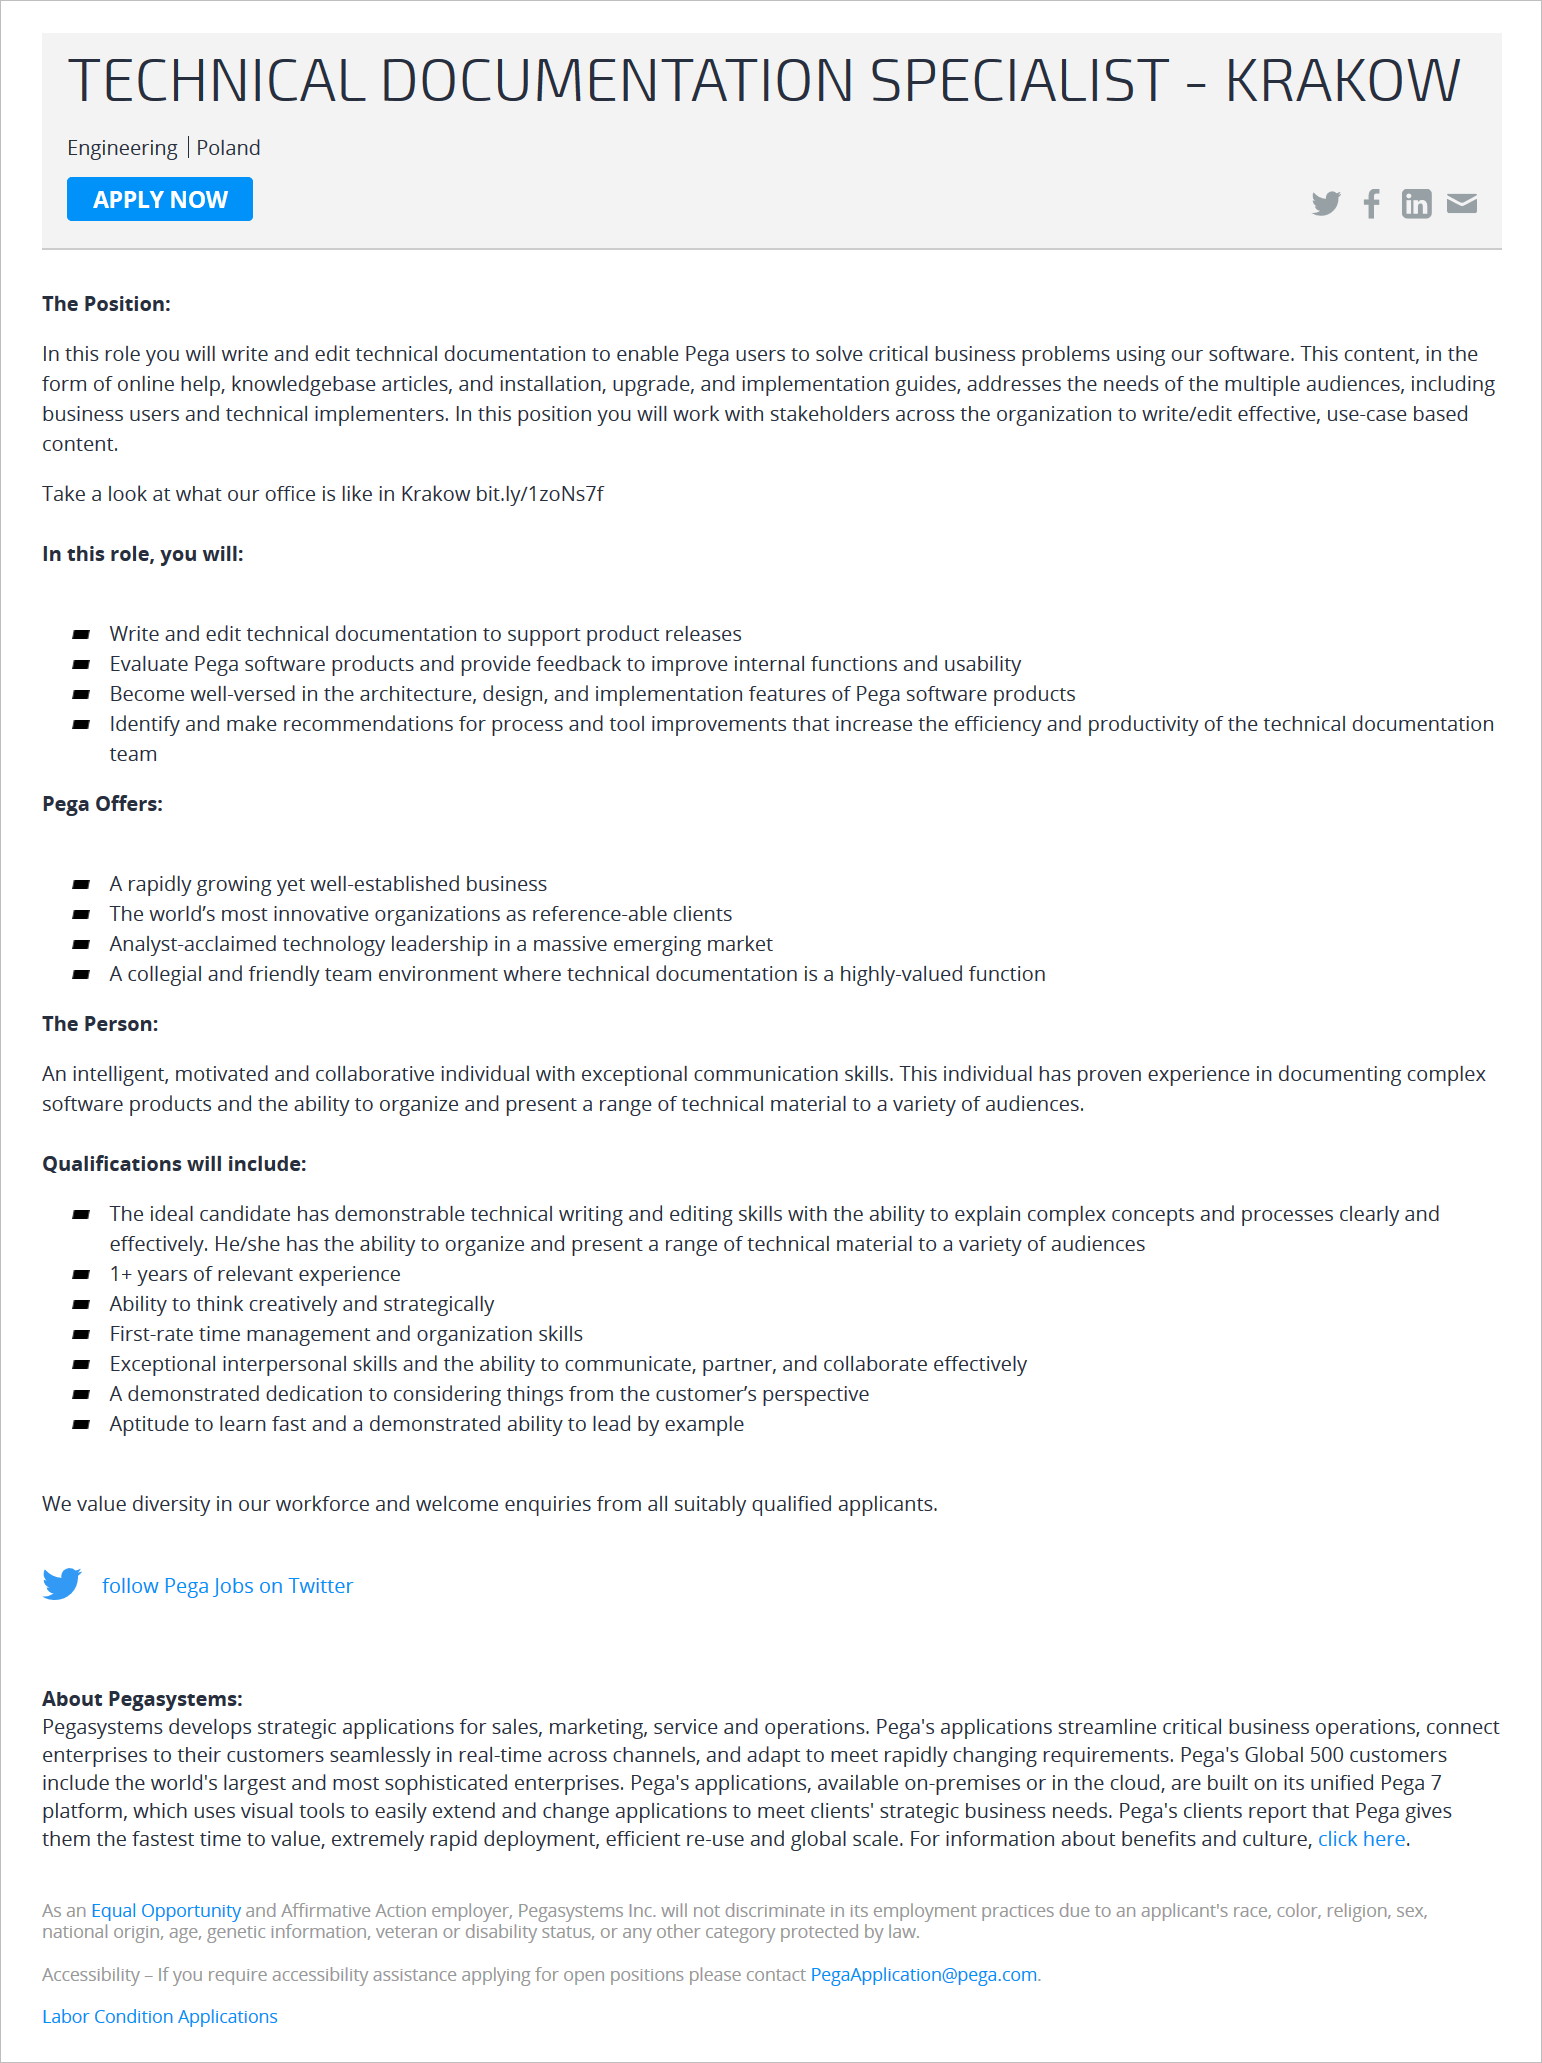 TECHNICAL DOCUMENTATION SPECIALIST - KRAKOW
Engineering | Poland
APPLY NOW
The Position:
In this role you will write and edit technical documentation to enable Pega users to solve critical business problems using our software. This content, in the
form of online help, knowledgebase articles, and installation, upgrade, and implementation guides, addresses the needs of the multiple audiences, including
business users and technical implementers. In this position you will work with stakeholders across the organization to write/edit effective, use-case based
content.
Take a look at what our office is like in Krakow bit.ly/1zoNs7f
In this role, you will:
Write and edit technical documentation to support product releases
Evaluate Pega software products and provide feedback to improve internal functions and usability
Become well-versed in the architecture, design, and implementation features of Pega software products
Identify and make recommendations for process and tool improvements that increase the efficiency and productivity of the technical documentation
team
Pega Offers:
A rapidly growing yet well-established business
The world’s most innovative organizations as reference-able clients
Analyst-acclaimed technology leadership in a massive emerging market
A collegial and friendly team environment where technical documentation is a highly-valued function
The Person:
An intelligent, motivated and collaborative individual with exceptional communication skills. This individual has proven experience in documenting complex
software products and the ability to organize and present a range of technical material to a variety of audiences.
Qualifications will include:
The ideal candidate has demonstrable technical writing and editing skills with the ability to explain complex concepts and processes clearly and
effectively. He/she has the ability to organize and present a range of technical material to a variety of audiences
1+ years of relevant experience
Ability to think creatively and strategically
First-rate time management and organization skills
Exceptional interpersonal skills and the ability to communicate, partner, and collaborate effectively
A demonstrated dedication to considering things from the customer’s perspective
Aptitude to learn fast and a demonstrated ability to lead by example
We value diversity in our workforce and welcome enquiries from all suitably qualified applicants.
follow Pega Jobs on Twitter
About Pegasystems:
Pegasystems develops strategic applications for sales, marketing, service and operations. Pega's applications streamline critical business operations, connect
enterprises to their customers seamlessly in real-time across channels, and adapt to meet rapidly changing requirements. Pega's Global 500 customers
include the world's largest and most sophisticated enterprises. Pega's applications, available on-premises or in the cloud, are built on its unified Pega 7
platform, which uses visual tools to easily extend and change applications to meet clients' strategic business needs. Pega's clients report that Pega gives
them the fastest time to value, extremely rapid deployment, efficient re-use and global scale. For information about benefits and culture, click here.
As an Equal Opportunity and Affirmative Action employer, Pegasystems Inc. will not discriminate in its employment practices due to an applicant's race, color, religion, sex,
national origin, age, genetic information, veteran or disability status, or any other category protected by law.
Accessibility – If you require accessibility assistance applying for open positions please contact PegaApplication@pega.com.
Labor Condition Applications